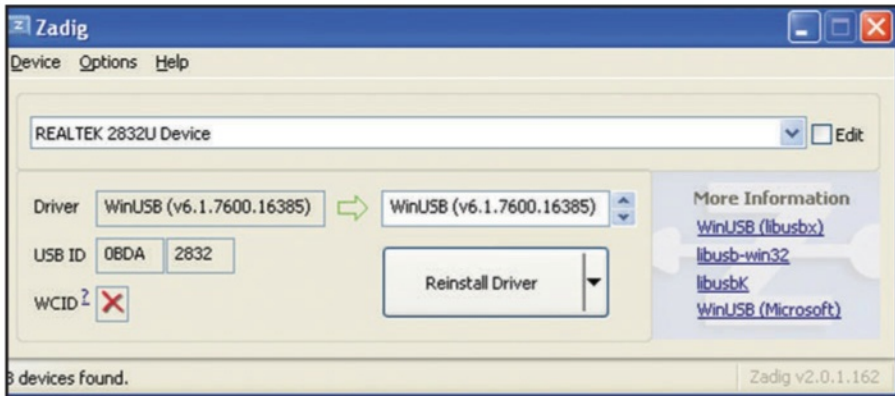 Zadig
Device Options Help
REALTEK 2832U Device
Edit
Driver WinUSB (v6.1.7600.16385) WinUSB (v6.1.7600.16385)
USB ID 0BDA 2832
WCID ?
Reinstall Driver
More Information
WinUSB (libusbx)
libusb-win32
libusbK
WinUSB (Microsoft)
devices found.
Zadig v2.0.1.162